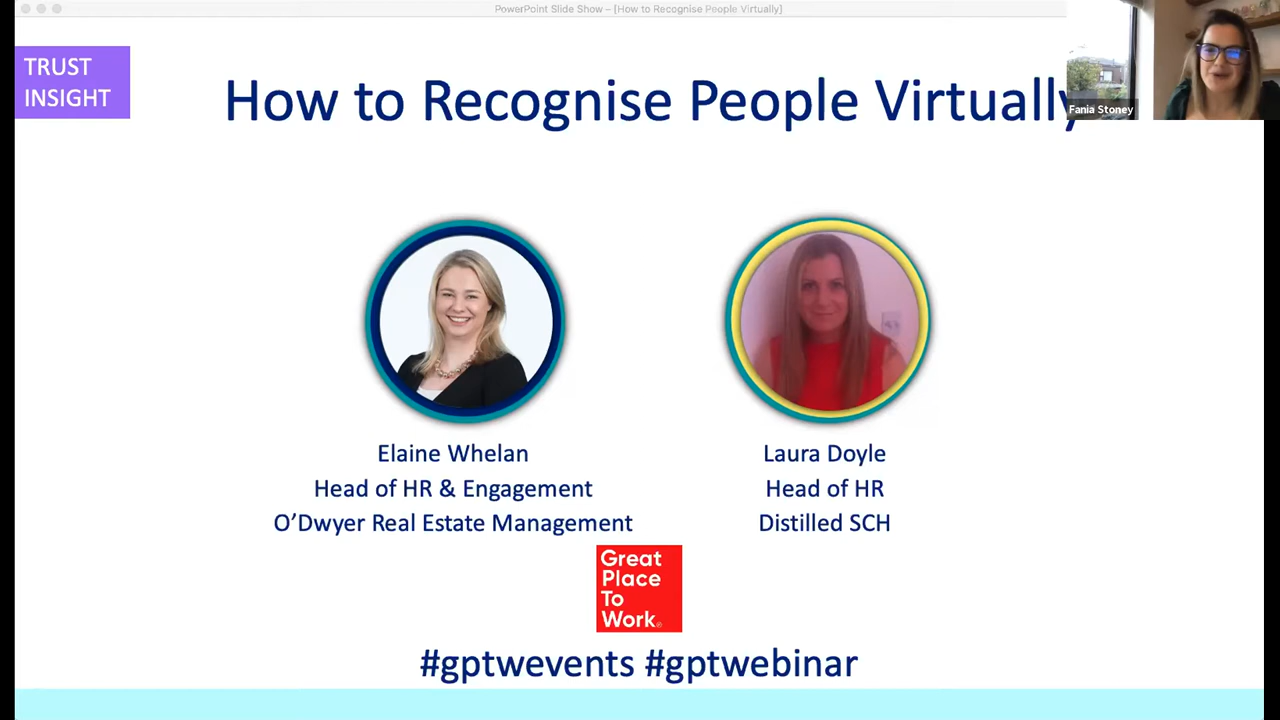 PowerPoint Slide Show – [How to Recognise People Virtually]
TRUST
INSIGHT
How to Recognise People Virtually
Fania Stoney
Elaine Whelan
Head of HR & Engagement
O’Dwyer Real Estate Management
Laura Doyle
Head of HR
Distilled SCH
Great
Place
To
Work®
#gptwevents #gptwebinar